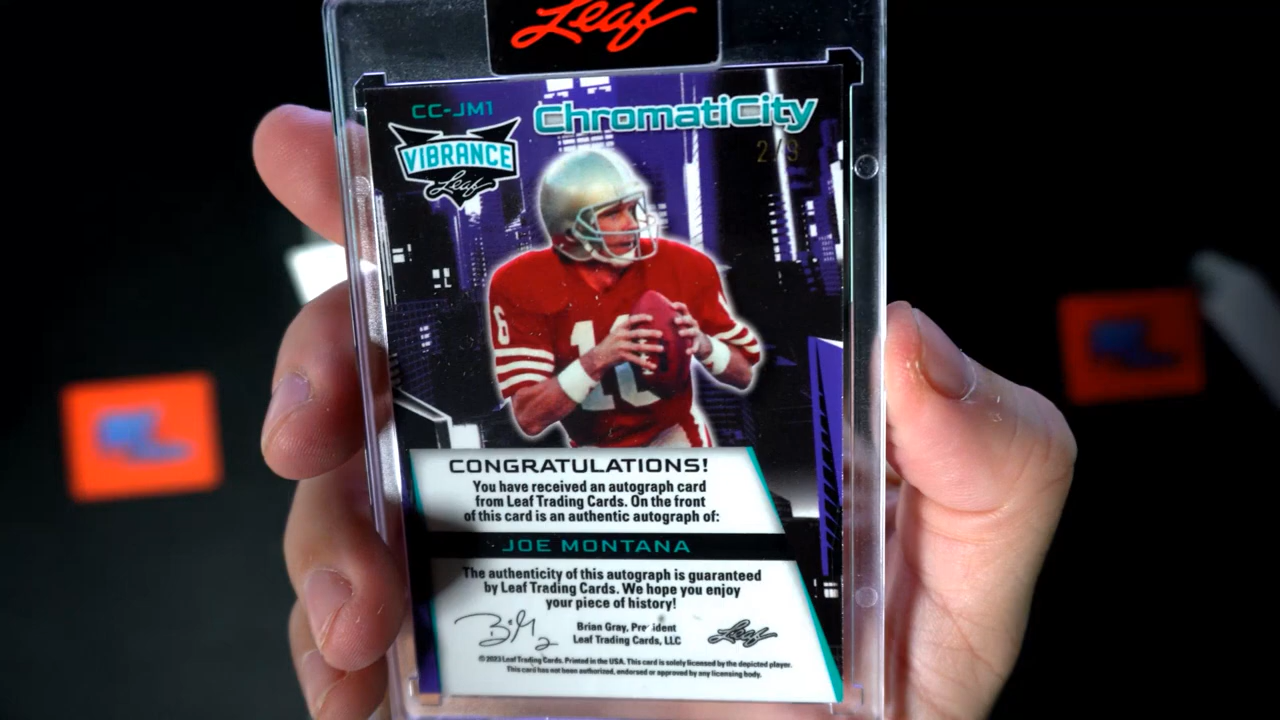 Leaf
CC-JM1
ChromatiCity
VIBRANCE
Leaf
2/9
6
16
CONGRATULATIONS!
You have received an autograph card
from Leaf Trading Cards. On the front
of this card is an authentic autograph of:
JOE MONTANA
The authenticity of this autograph is guaranteed
by Leaf Trading Cards. We hope you enjoy
your piece of history!
Brian Gray, President
Leaf Trading Cards, LLC
Leaf
© 2023 Leaf Trading Cards. Printed in the USA. This card is solely licensed by the depicted player.
This card has not been authorized, endorsed or approved by any licensing body.